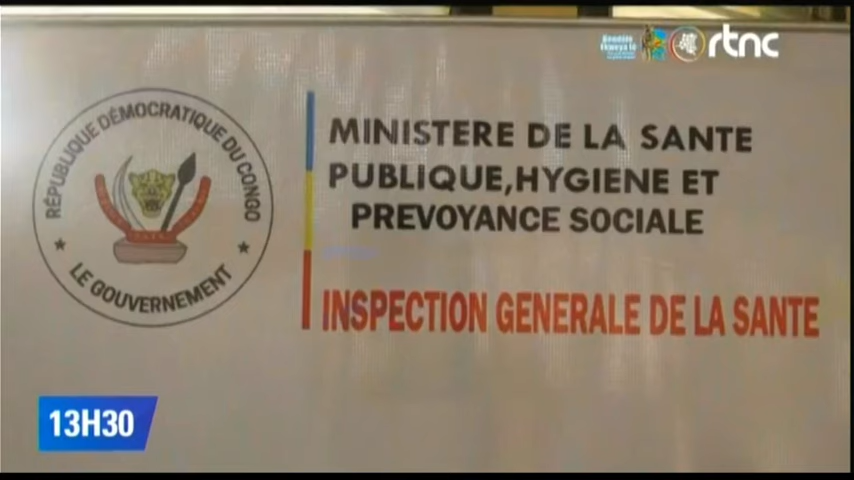 rtnc
RÉPUBLIQUE DÉMOCRATIQUE DU CONGO
LE GOUVERNEMENT
MINISTERE DE LA SANTE
PUBLIQUE,HYGIENE ET
PREVOYANCE SOCIALE
INSPECTION GENERALE DE LA SANTE
13H30